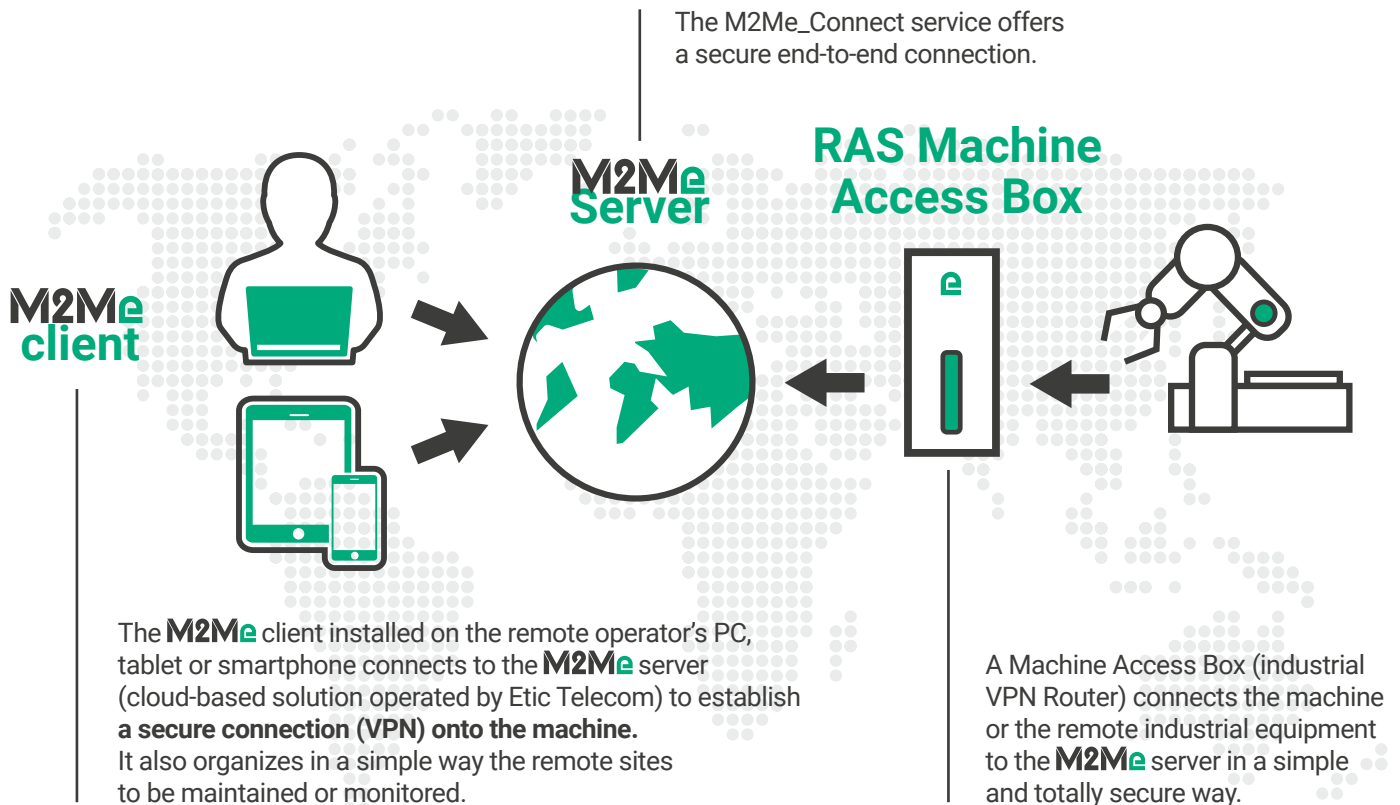 The M2Me_Connect service offers
a secure end-to-end connection.
M2Me
Server
RAS Machine
Access Box
M2Me
client
The M2Me client installed on the remote operator's PC,
tablet or smartphone connects to the M2Me server
(cloud-based solution operated by Etic Telecom) to establish
a secure connection (VPN) onto the machine.
It also organizes in a simple way the remote sites
to be maintained or monitored.
A Machine Access Box (industrial
VPN Router) connects the machine
or the remote industrial equipment
to the M2Me server in a simple
and totally secure way.